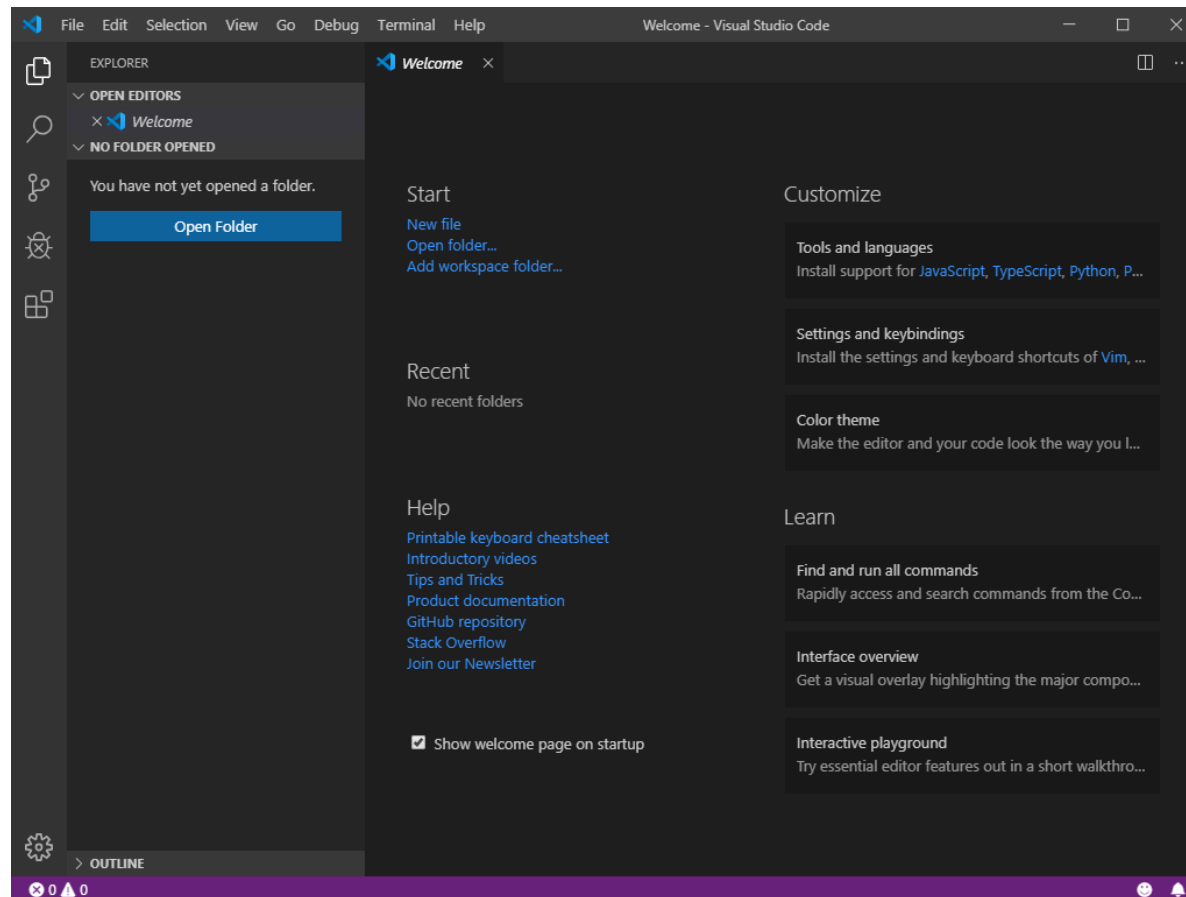 File Edit Selection View Go Debug Terminal Help Welcome - Visual Studio Code
EXPLORER
OPEN EDITORS
Welcome
NO FOLDER OPENED
You have not yet opened a folder.
Open Folder
OUTLINE
Welcome
Start
New file
Open folder...
Add workspace folder...
Recent
No recent folders
Help
Printable keyboard cheatsheet
Introductory videos
Tips and Tricks
Product documentation
GitHub repository
Stack Overflow
Join our Newsletter
Show welcome page on startup
Customize
Tools and languages
Install support for JavaScript, TypeScript, Python, P...
Settings and keybindings
Install the settings and keyboard shortcuts of Vim, ...
Color theme
Make the editor and your code look the way you l...
Learn
Find and run all commands
Rapidly access and search commands from the Co...
Interface overview
Get a visual overlay highlighting the major compo...
Interactive playground
Try essential editor features out in a short walkthro...
0 0